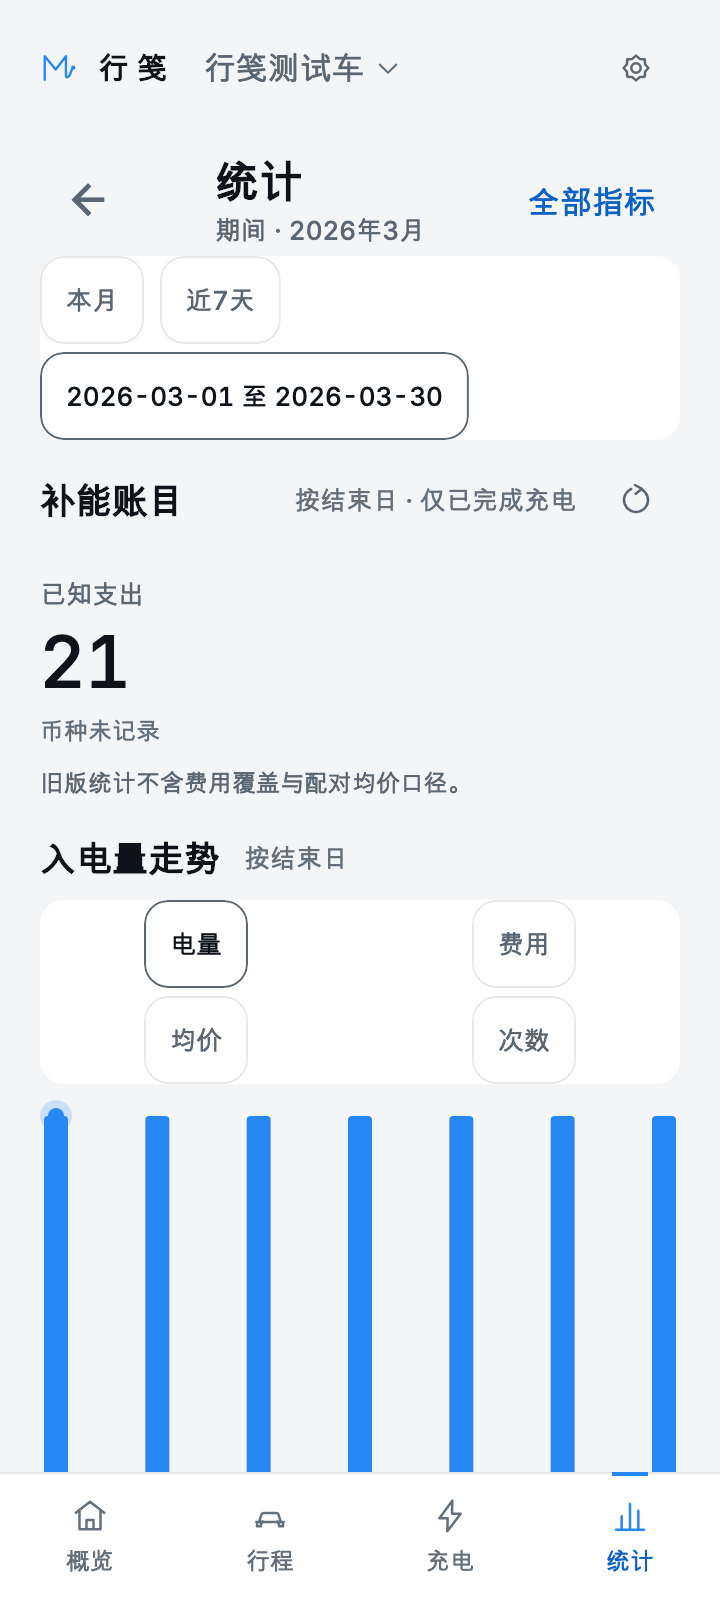 行笺 行笺测试车
统计
期间 · 2026年3月
全部指标
本月 近7天
2026-03-01 至 2026-03-30
补能账目 按结束日 · 仅已完成充电
已知支出
21
币种未记录
旧版统计不含费用覆盖与配对均价口径。
入电量走势 按结束日
电量 费用
均价 次数
概览 行程 充电 统计